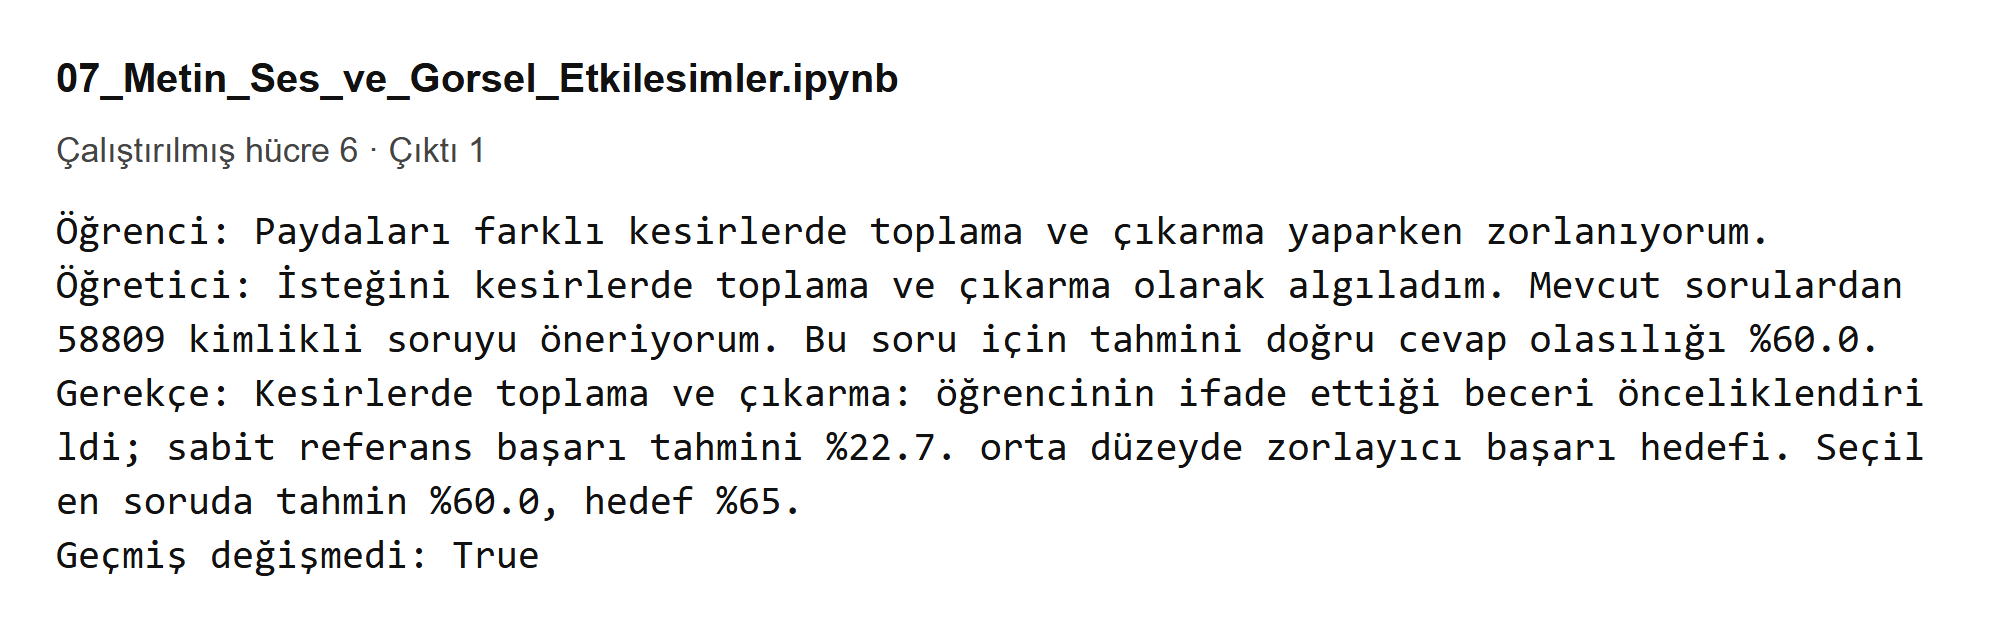 07_Metin_Ses_ve_Gorsel_Etkilesimler.ipynb
Çalıştırılmış hücre 6 · Çıktı 1
Öğrenci: Paydaları farklı kesirlerde toplama ve çıkarma yaparken zorlanıyorum.
Öğretici: İsteğini kesirlerde toplama ve çıkarma olarak algıladım. Mevcut sorulardan
58809 kimlikli soruyu öneriyorum. Bu soru için tahmini doğru cevap olasılığı %60.0.
Gerekçe: Kesirlerde toplama ve çıkarma: öğrencinin ifade ettiği beceri önceliklendiri
ldi; sabit referans başarı tahmini %22.7. orta düzeyde zorlayıcı başarı hedefi. Seçil
en soruda tahmin %60.0, hedef %65.
Geçmiş değişmedi: True